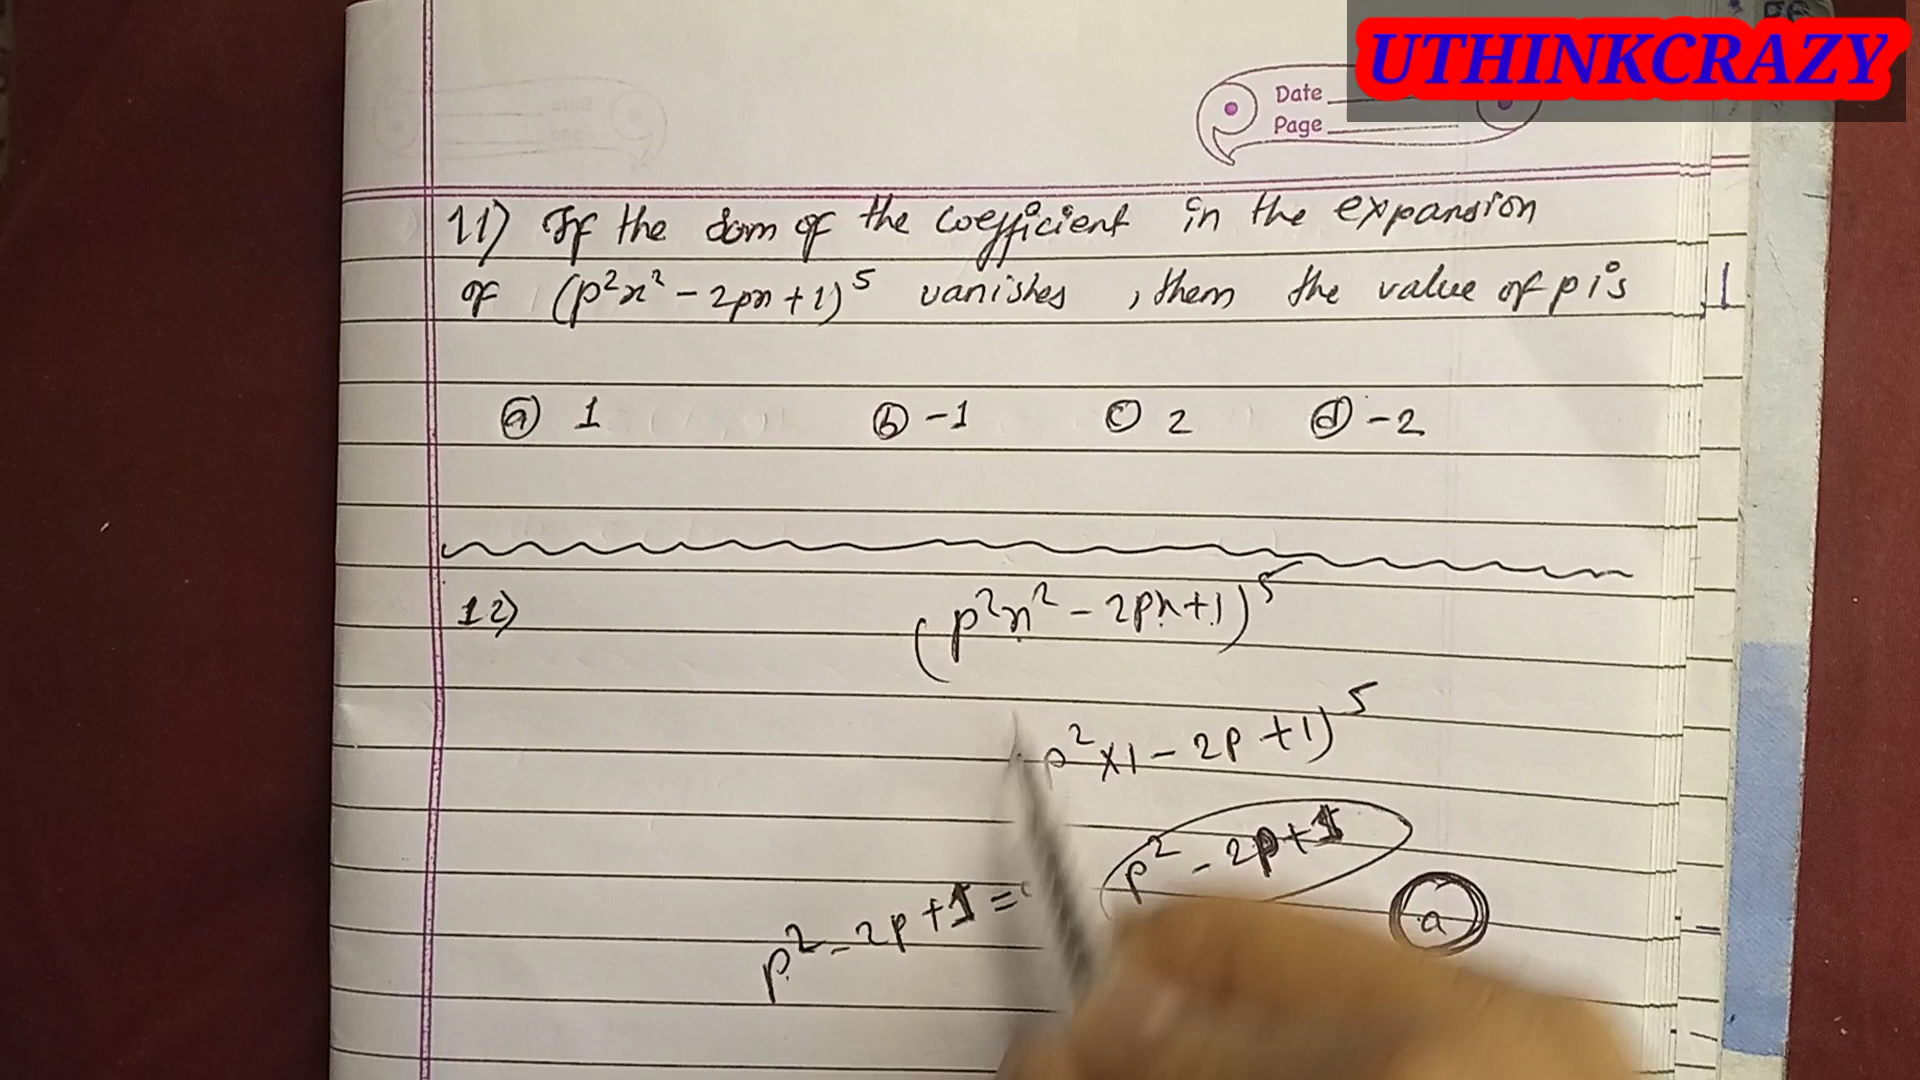 UTHINKCRAZY
Date
Page
11) If the sum of the coefficient in the expansion
of (p²x² - 2px + 1)⁵ vanishes, then the value of p is
ⓐ 1 ⓑ -1 ⓒ 2 ⓓ -2
12) (p²x² - 2px + 1)⁵
p² x 1 - 2p + 1)⁵
p² - 2p + 1
p² - 2p + 1 =
a